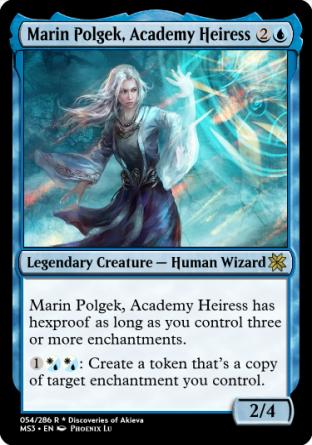 Marin Polgek, Academy Heiress 2
Legendary Creature — Human Wizard
Marin Polgek, Academy Heiress has
hexproof as long as you control three
or more enchantments.
1: Create a token that's a copy
of target enchantment you control.
2/4
054/286 R * Discoveries of Akieva
MS3 • EN Phoenix Lu